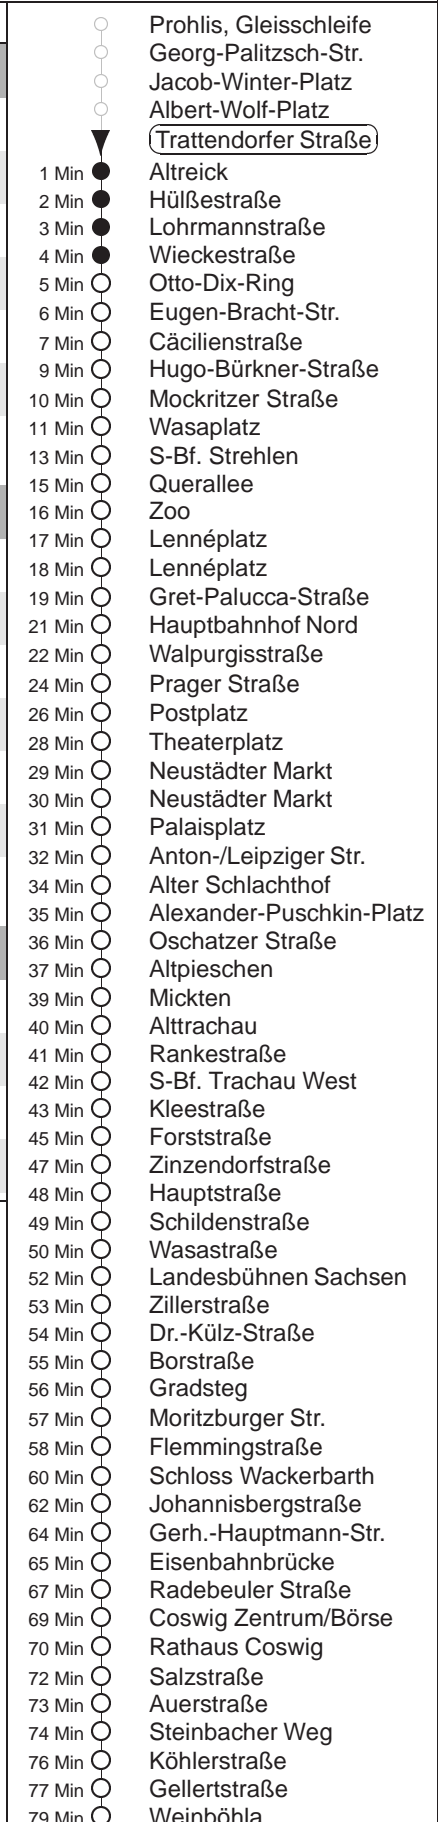 Prohlis, Gleisschleife
Georg-Palitzsch-Str.
Jacob-Winter-Platz
Albert-Wolf-Platz
Trattendorfer Straße
1 Min Altreick
2 Min Hülßestraße
3 Min Lohrmannstraße
4 Min Wieckestraße
5 Min Otto-Dix-Ring
6 Min Eugen-Bracht-Str.
7 Min Cäcilienstraße
9 Min Hugo-Bürkner-Straße
10 Min Mockritzer Straße
11 Min Wasaplatz
13 Min S-Bf. Strehlen
15 Min Querallee
16 Min Zoo
17 Min Lennéplatz
18 Min Lennéplatz
19 Min Gret-Palucca-Straße
21 Min Hauptbahnhof Nord
22 Min Walpurgisstraße
24 Min Prager Straße
26 Min Postplatz
28 Min Theaterplatz
29 Min Neustädter Markt
30 Min Neustädter Markt
31 Min Palaisplatz
32 Min Anton-/Leipziger Str.
34 Min Alter Schlachthof
35 Min Alexander-Puschkin-Platz
36 Min Oschatzer Straße
37 Min Altpieschen
39 Min Mickten
40 Min Alttrachau
41 Min Rankestraße
42 Min S-Bf. Trachau West
43 Min Kleestraße
45 Min Forststraße
47 Min Zinzendorfstraße
48 Min Hauptstraße
49 Min Schildenstraße
50 Min Wasastraße
52 Min Landesbühnen Sachsen
53 Min Zillerstraße
54 Min Dr.-Külz-Straße
55 Min Borstraße
56 Min Gradsteg
57 Min Moritzburger Str.
58 Min Flemmingstraße
60 Min Schloss Wackerbarth
62 Min Johannisbergstraße
64 Min Gerh.-Hauptmann-Str.
65 Min Eisenbahnbrücke
67 Min Radebeuler Straße
69 Min Coswig Zentrum/Börse
70 Min Rathaus Coswig
72 Min Salzstraße
73 Min Auerstraße
74 Min Steinbacher Weg
76 Min Köhlerstraße
77 Min Gellertstraße
79 Min Weinböhla